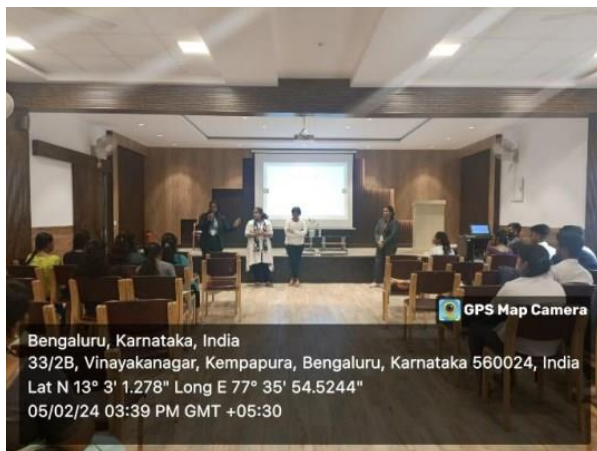 GPS Map Camera
Bengaluru, Karnataka, India
33/2B, Vinayakanagar, Kempapura, Bengaluru, Karnataka 560024, India
Lat N 13° 3' 1.278" Long E 77° 35' 54.5244"
05/02/24 03:39 PM GMT +05:30